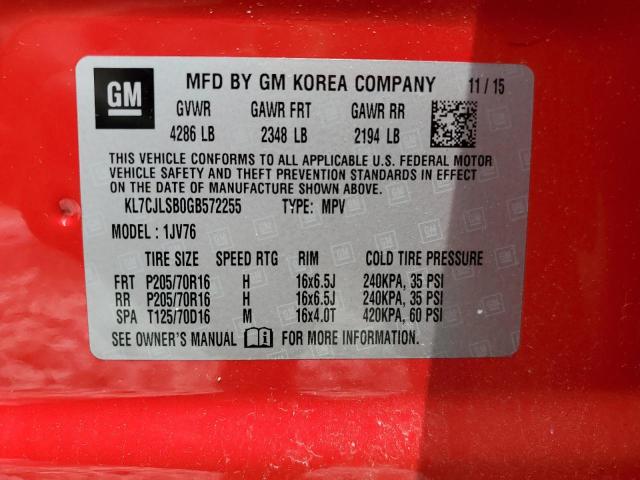 GM MFD BY GM KOREA COMPANY 11/15
GVWR GAWR FRT GAWR RR
4286 LB 2348 LB 2194 LB
THIS VEHICLE CONFORMS TO ALL APPLICABLE U.S. FEDERAL MOTOR
VEHICLE SAFETY AND THEFT PREVENTION STANDARDS IN EFFECT
ON THE DATE OF MANUFACTURE SHOWN ABOVE.
KL7CJLSB0GB572255 TYPE: MPV
MODEL : 1JV76
TIRE SIZE SPEED RTG RIM COLD TIRE PRESSURE
FRT P205/70R16 H 16x6.5J 240KPA, 35 PSI
RR P205/70R16 H 16x6.5J 240KPA, 35 PSI
SPA T125/70D16 M 16x4.0T 420KPA, 60 PSI
SEE OWNER'S MANUAL FOR MORE INFORMATION.